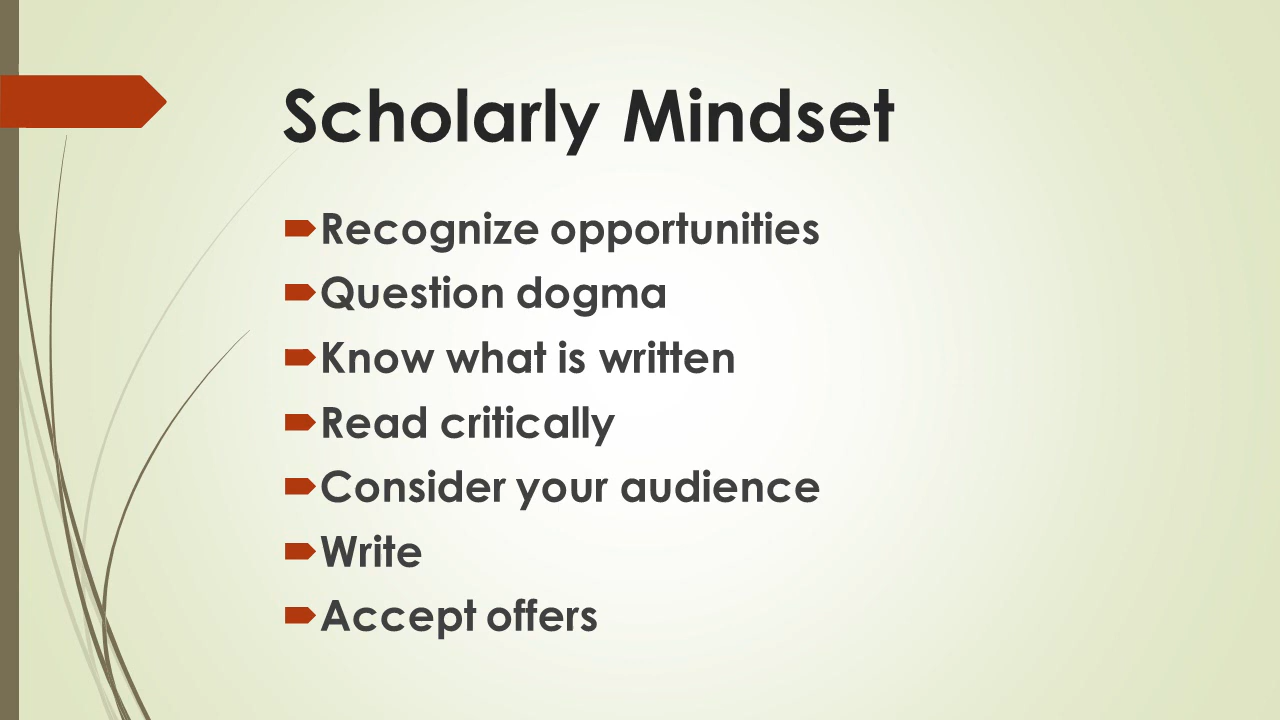 Scholarly Mindset
Recognize opportunities
Question dogma
Know what is written
Read critically
Consider your audience
Write
Accept offers